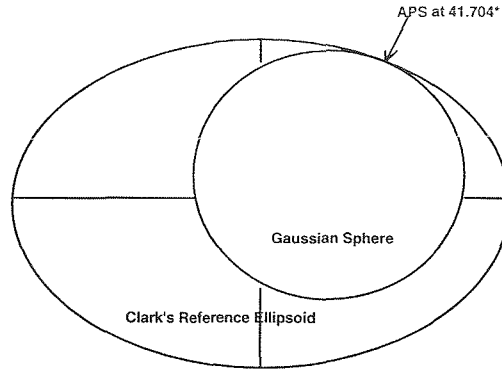 APS at 41.704*
Gaussian Sphere
Clark's Reference Ellipsoid